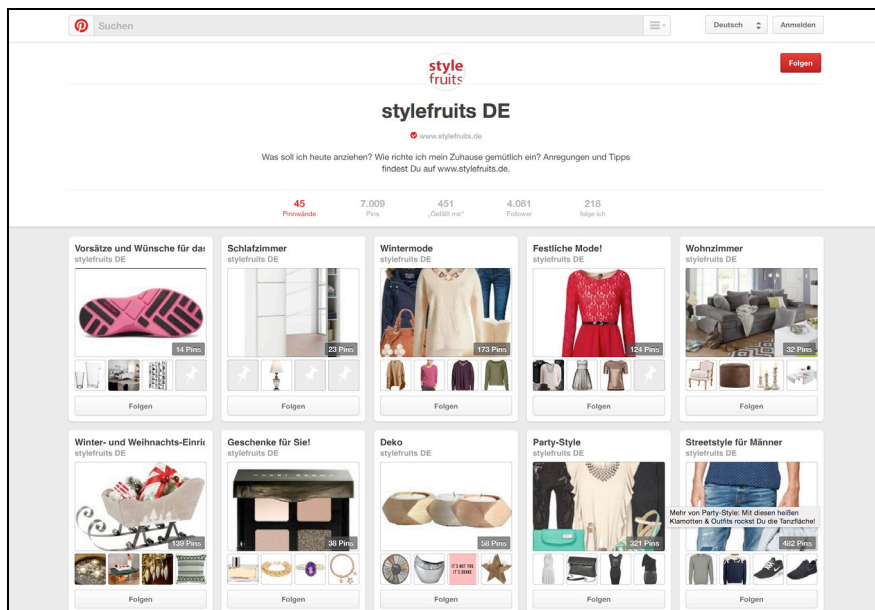 Suchen
Deutsch
Anmelden
style
fruits
Folgen
stylefruits DE
www.stylefruits.de
Was soll ich heute anziehen? Wie richte ich mein Zuhause gemütlich ein? Anregungen und Tipps
findest Du auf www.stylefruits.de.
45 7.009 451 4.081 218
Pinnwände Pins „Gefällt mir" Follower folge ich
Vorsätze und Wünsche für das
stylefruits DE
14 Pins
Folgen
Schlafzimmer
stylefruits DE
23 Pins
Folgen
Wintermode
stylefruits DE
173 Pins
Folgen
Festliche Mode!
stylefruits DE
124 Pins
Folgen
Wohnzimmer
stylefruits DE
32 Pins
Folgen
Winter- und Weihnachts-Einric
stylefruits DE
139 Pins
Folgen
Geschenke für Sie!
stylefruits DE
38 Pins
Folgen
Deko
stylefruits DE
58 Pins
IT'S NOT YOU,
Folgen
Party-Style
stylefruits DE
321 Pins
Folgen
Streetstyle für Männer
stylefruits DE
Mehr von Party-Style: Mit diesen heißen
Klamotten & Outfits rockst Du die Tanzfläche!
482 Pins
Folgen